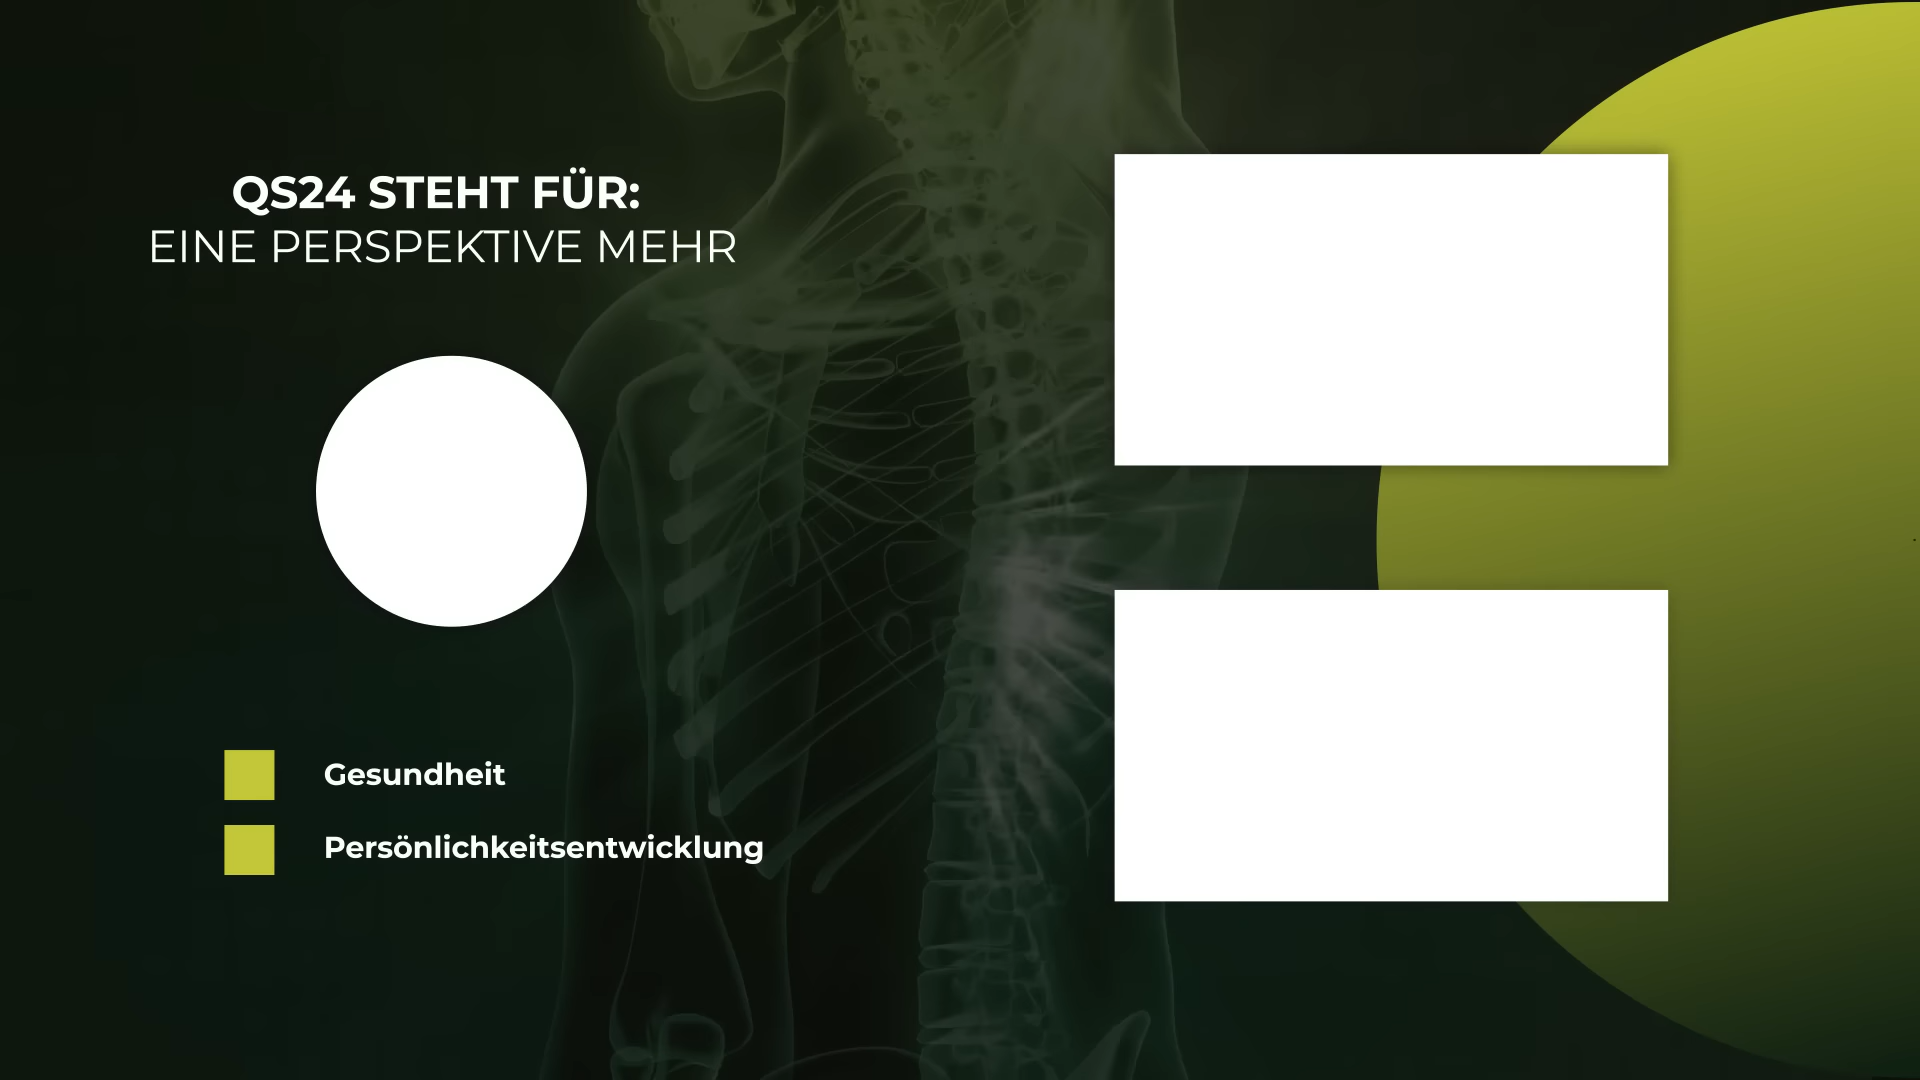 QS24 STEHT FÜR:
EINE PERSPEKTIVE MEHR
Gesundheit
Persönlichkeitsentwicklung